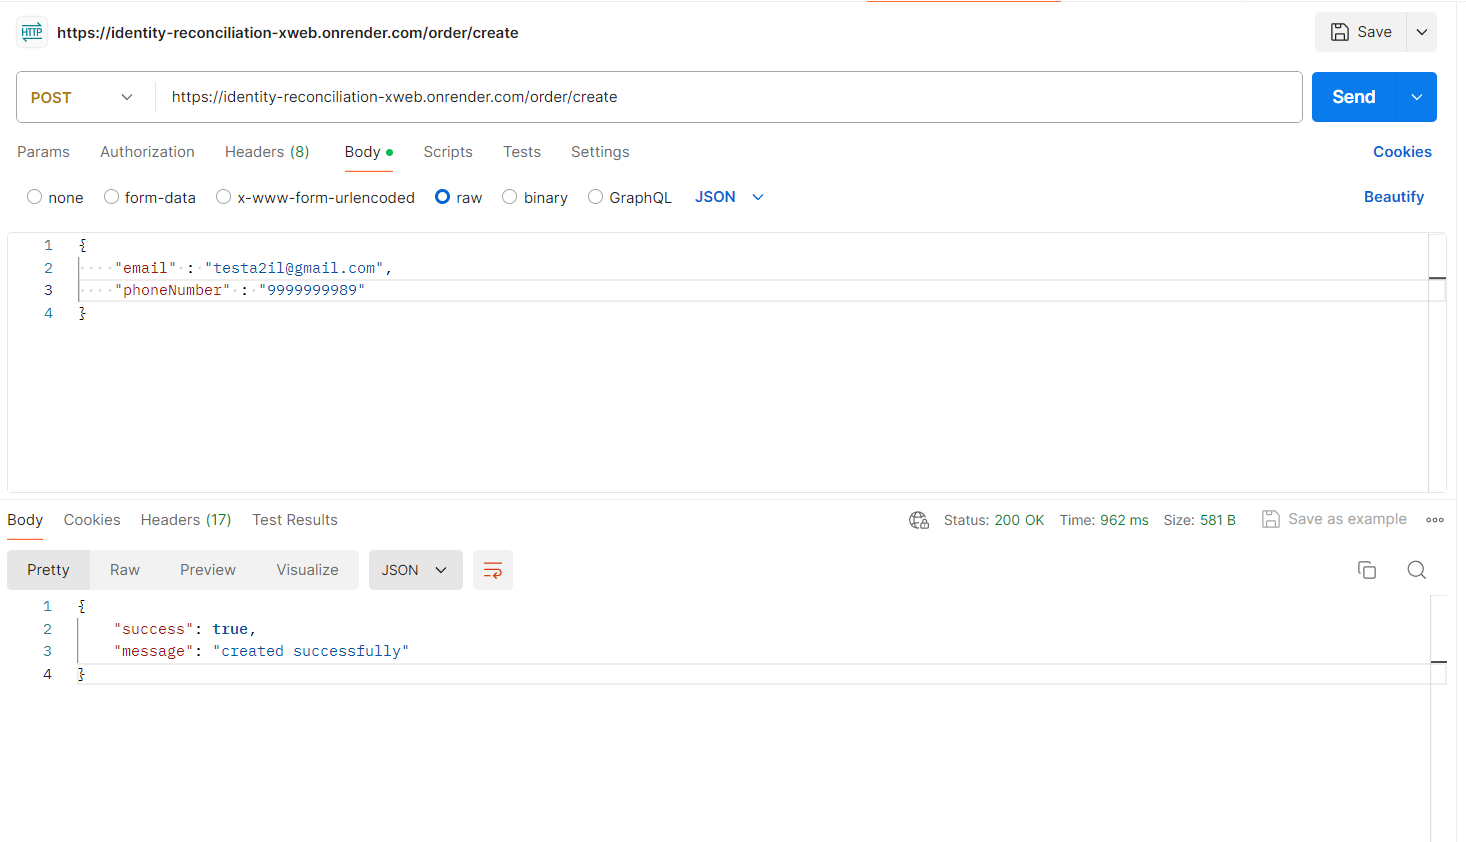 HTTP https://identity-reconciliation-xweb.onrender.com/order/create Save
POST https://identity-reconciliation-xweb.onrender.com/order/create Send
Params Authorization Headers (8) Body Scripts Tests Settings Cookies
none form-data x-www-form-urlencoded raw binary GraphQL JSON Beautify
1 {
2 ····"email"·:·"testa2il@gmail.com",
3 ····"phoneNumber"·:·"9999999989"
4 }
Body Cookies Headers (17) Test Results Status: 200 OK Time: 962 ms Size: 581 B Save as example
Pretty Raw Preview Visualize JSON
1 {
2 "success": true,
3 "message": "created successfully"
4 }